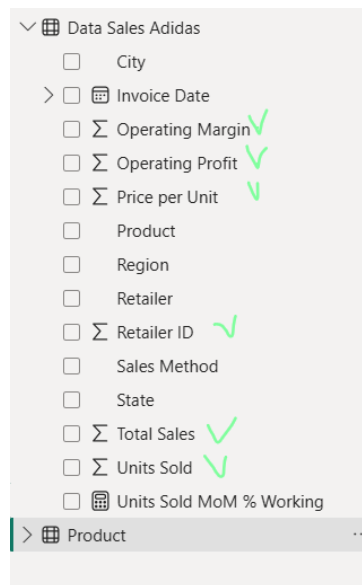 Data Sales Adidas
City
Invoice Date
Σ Operating Margin
Σ Operating Profit
Σ Price per Unit
Product
Region
Retailer
Σ Retailer ID
Sales Method
State
Σ Total Sales
Σ Units Sold
Units Sold MoM % Working
Product